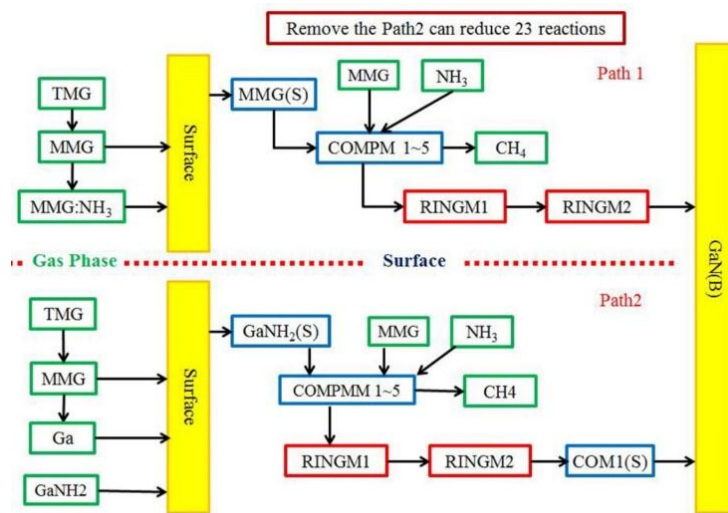 Remove the Path2 can reduce 23 reactions
Path 1
TMG
MMG
MMG:NH₃
Surface
MMG(S)
MMG
NH₃
COMPM 1~5
CH₄
RINGM1
RINGM2
GaN(B)
Gas Phase
Surface
Path2
TMG
MMG
Ga
GaNH2
Surface
GaNH₂(S)
MMG
NH₃
COMPMM 1~5
CH4
RINGM1
RINGM2
COM1(S)